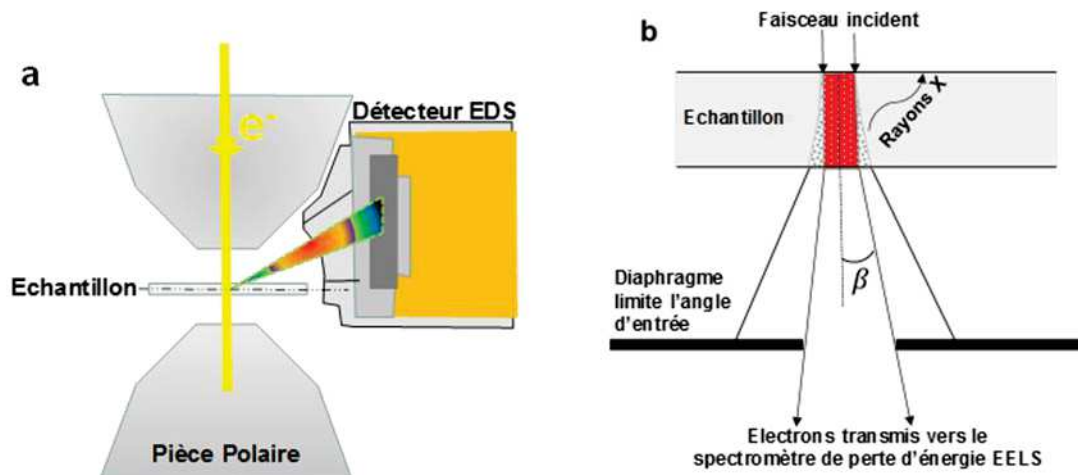 a
e-
Détecteur EDS
Echantillon
Pièce Polaire
b
Faisceau incident
Echantillon
Rayons X
Diaphragme
limite l'angle
d'entrée
β
Electrons transmis vers le
spectromètre de perte d'énergie EELS